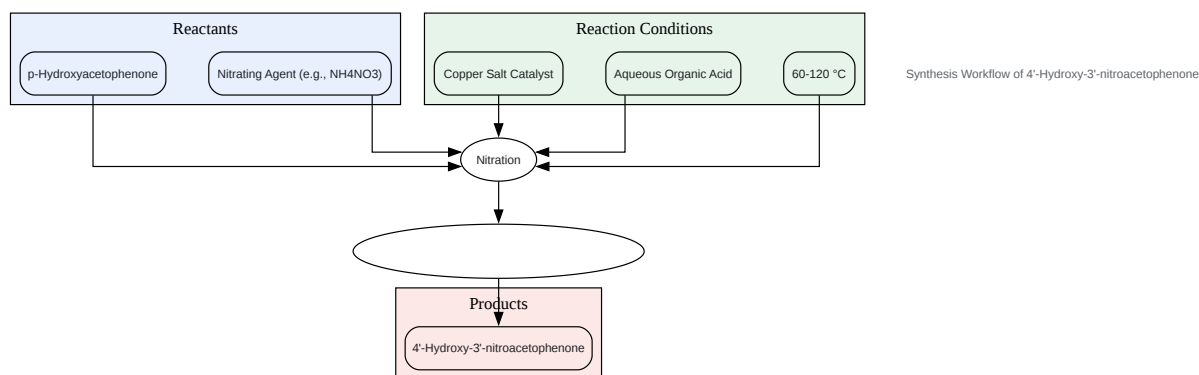 Reactants
Reaction Conditions
p-Hydroxyacetophenone
Nitrating Agent (e.g., NH4NO3)
Copper Salt Catalyst
Aqueous Organic Acid
60-120 °C
Synthesis Workflow of 4'-Hydroxy-3'-nitroacetophenone
Nitration
Products
4'-Hydroxy-3'-nitroacetophenone